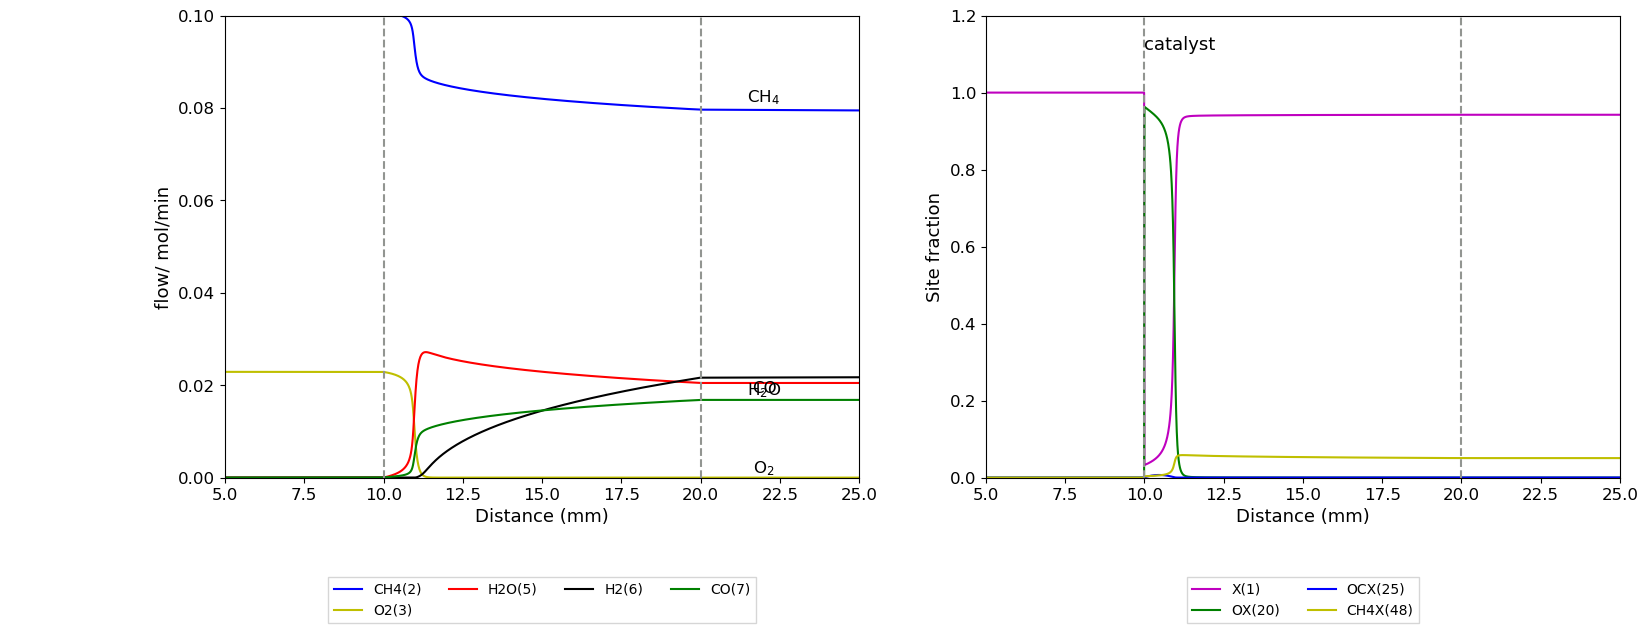 0.10
0.08
0.06
0.04
0.02
0.00
flow/ mol/min
CH₄
CO
H₂O
O₂
5.0 7.5 10.0 12.5 15.0 17.5 20.0 22.5 25.0
Distance (mm)
CH4(2) H2O(5) H2(6) CO(7)
O2(3)
1.2
1.0
0.8
0.6
0.4
0.2
0.0
Site fraction
catalyst
5.0 7.5 10.0 12.5 15.0 17.5 20.0 22.5 25.0
Distance (mm)
X(1) OCX(25)
OX(20) CH4X(48)